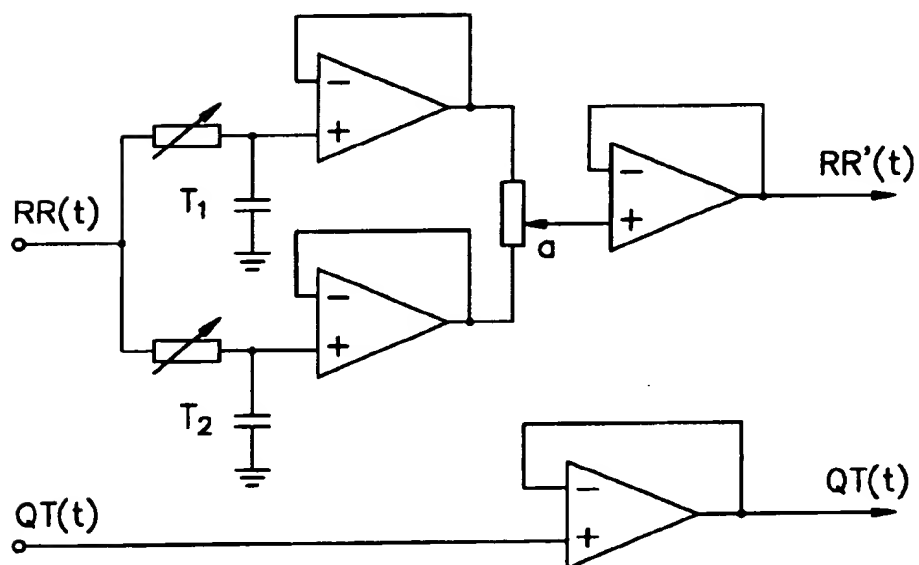 −
+
T₁
RR(t)
−
+
RR'(t)
a
−
+
T₂
−
+
QT(t)
QT(t)